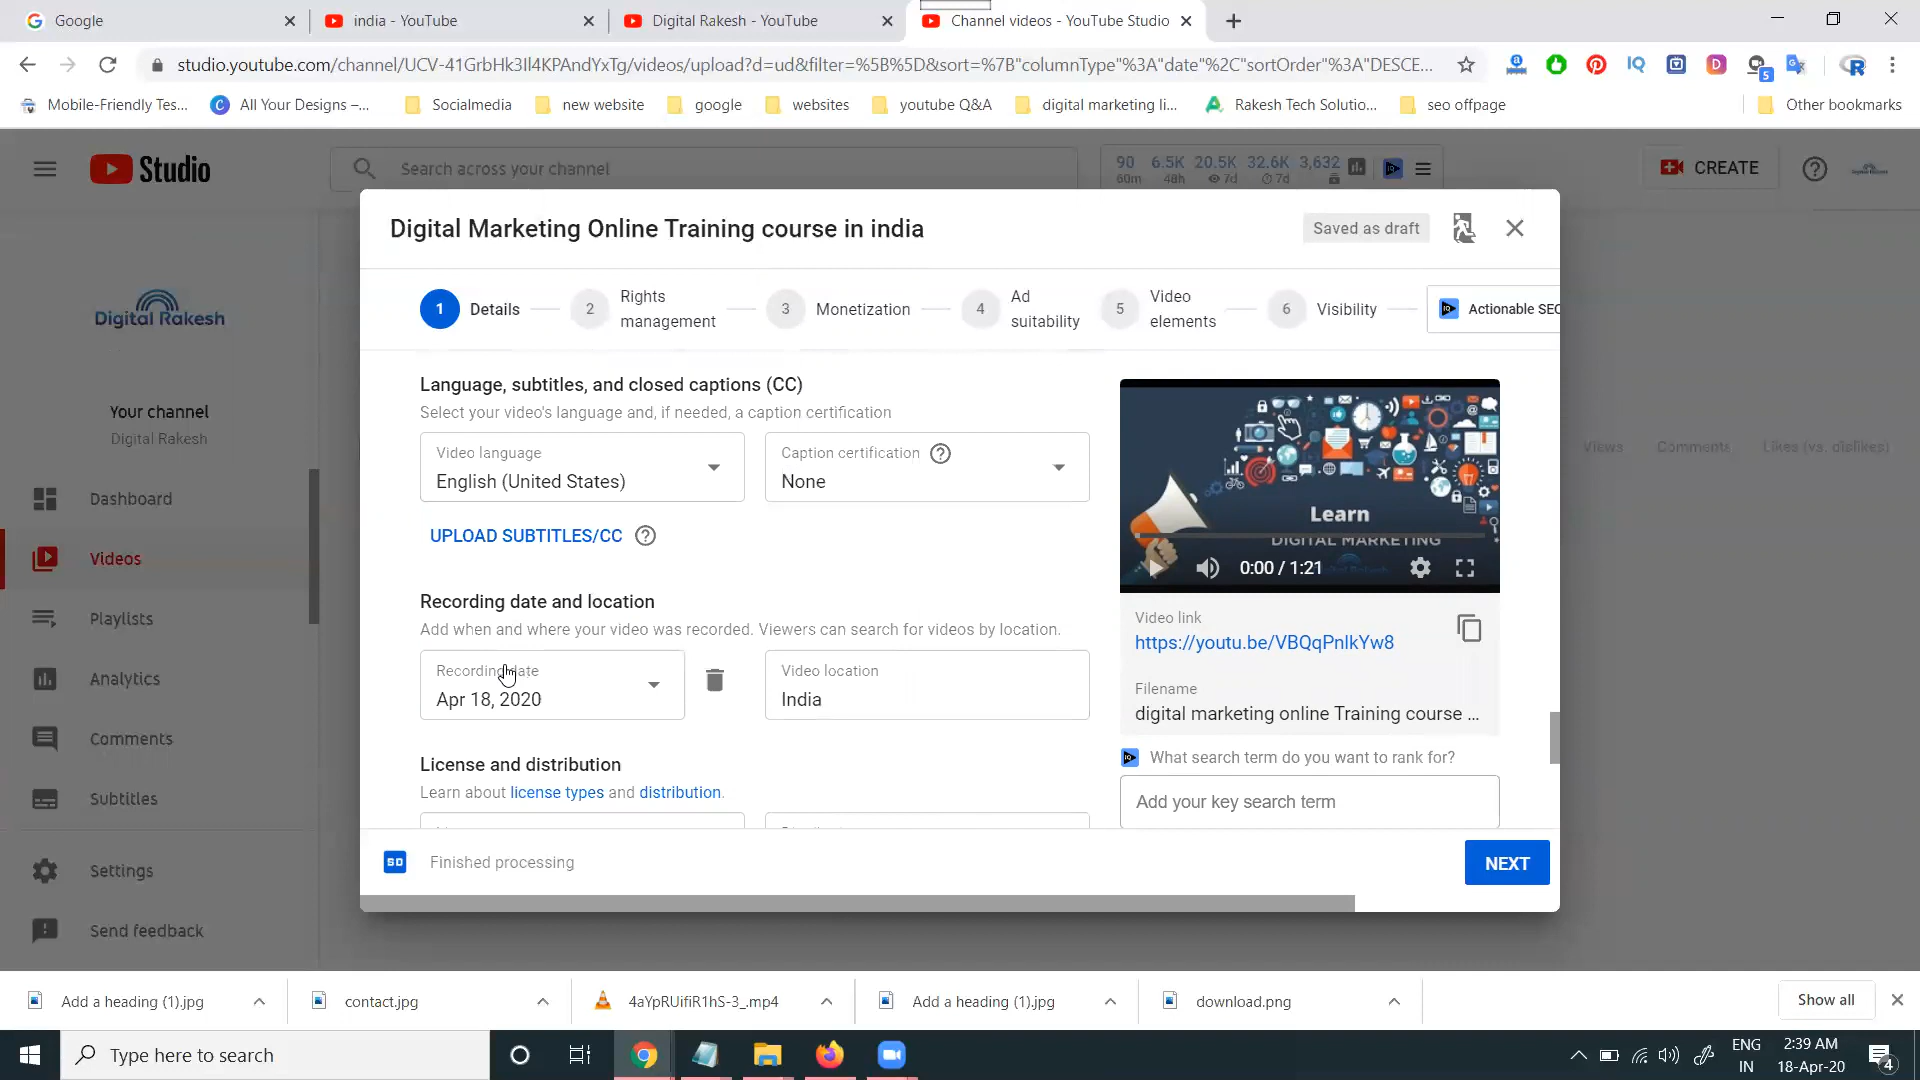 Google
india - YouTube
Digital Rakesh - YouTube
Channel videos - YouTube Studio
studio.youtube.com/channel/UCV-41GrbHk3Il4KPAndYxTg/videos/upload?d=ud&filter=%5B%5D&sort=%7B"columnType"%3A"date"%2C"sortOrder"%3A"DESCE...
Mobile-Friendly Tes...
All Your Designs –...
Socialmedia
new website
google
websites
youtube Q&A
digital marketing li...
Rakesh Tech Solutio...
seo offpage
Other bookmarks
Studio
Search across your channel
90 6.5K 20.5K 32.6K 3,632
60m 48h 7d 7d
CREATE
Digital Marketing Online Training course in india
Saved as draft
1 Details
2 Rights management
3 Monetization
4 Ad suitability
5 Video elements
6 Visibility
Actionable SEO
Digital Rakesh
Your channel
Digital Rakesh
Dashboard
Videos
Playlists
Analytics
Comments
Subtitles
Settings
Send feedback
Language, subtitles, and closed captions (CC)
Select your video's language and, if needed, a caption certification
Video language
English (United States)
Caption certification
None
UPLOAD SUBTITLES/CC
Recording date and location
Add when and where your video was recorded. Viewers can search for videos by location.
Recording date
Apr 18, 2020
Video location
India
License and distribution
Learn about license types and distribution.
Learn
DIGITAL MARKETING
0:00 / 1:21
Video link
https://youtu.be/VBQqPnlkYw8
Filename
digital marketing online Training course ...
What search term do you want to rank for?
Add your key search term
Views
Comments
Likes (vs. dislikes)
SD
Finished processing
NEXT
Add a heading (1).jpg
contact.jpg
4aYpRUifiR1hS-3_.mp4
Add a heading (1).jpg
download.png
Show all
Type here to search
ENG
IN
2:39 AM
18-Apr-20
4